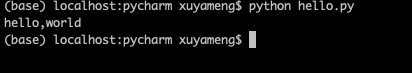 (base) localhost:pycharm xuyameng$ python hello.py
hello,world
(base) localhost:pycharm xuyameng$